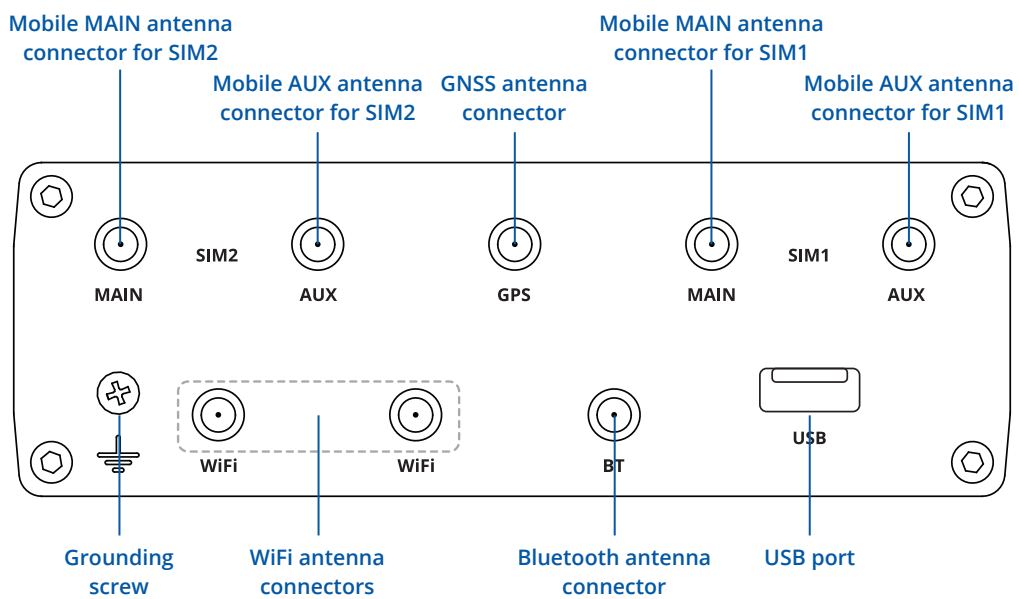 Mobile MAIN antenna
connector for SIM2
Mobile MAIN antenna
connector for SIM1
Mobile AUX antenna
connector for SIM2
GNSS antenna
connector
Mobile AUX antenna
connector for SIM1
SIM2
SIM1
MAIN
AUX
GPS
MAIN
AUX
USB
WiFi
WiFi
BT
Grounding
screw
WiFi antenna
connectors
Bluetooth antenna
connector
USB port